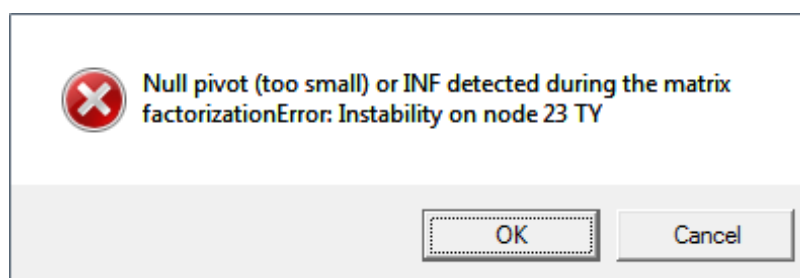 Null pivot (too small) or INF detected during the matrix
factorizationError: Instability on node 23 TY
OK
Cancel